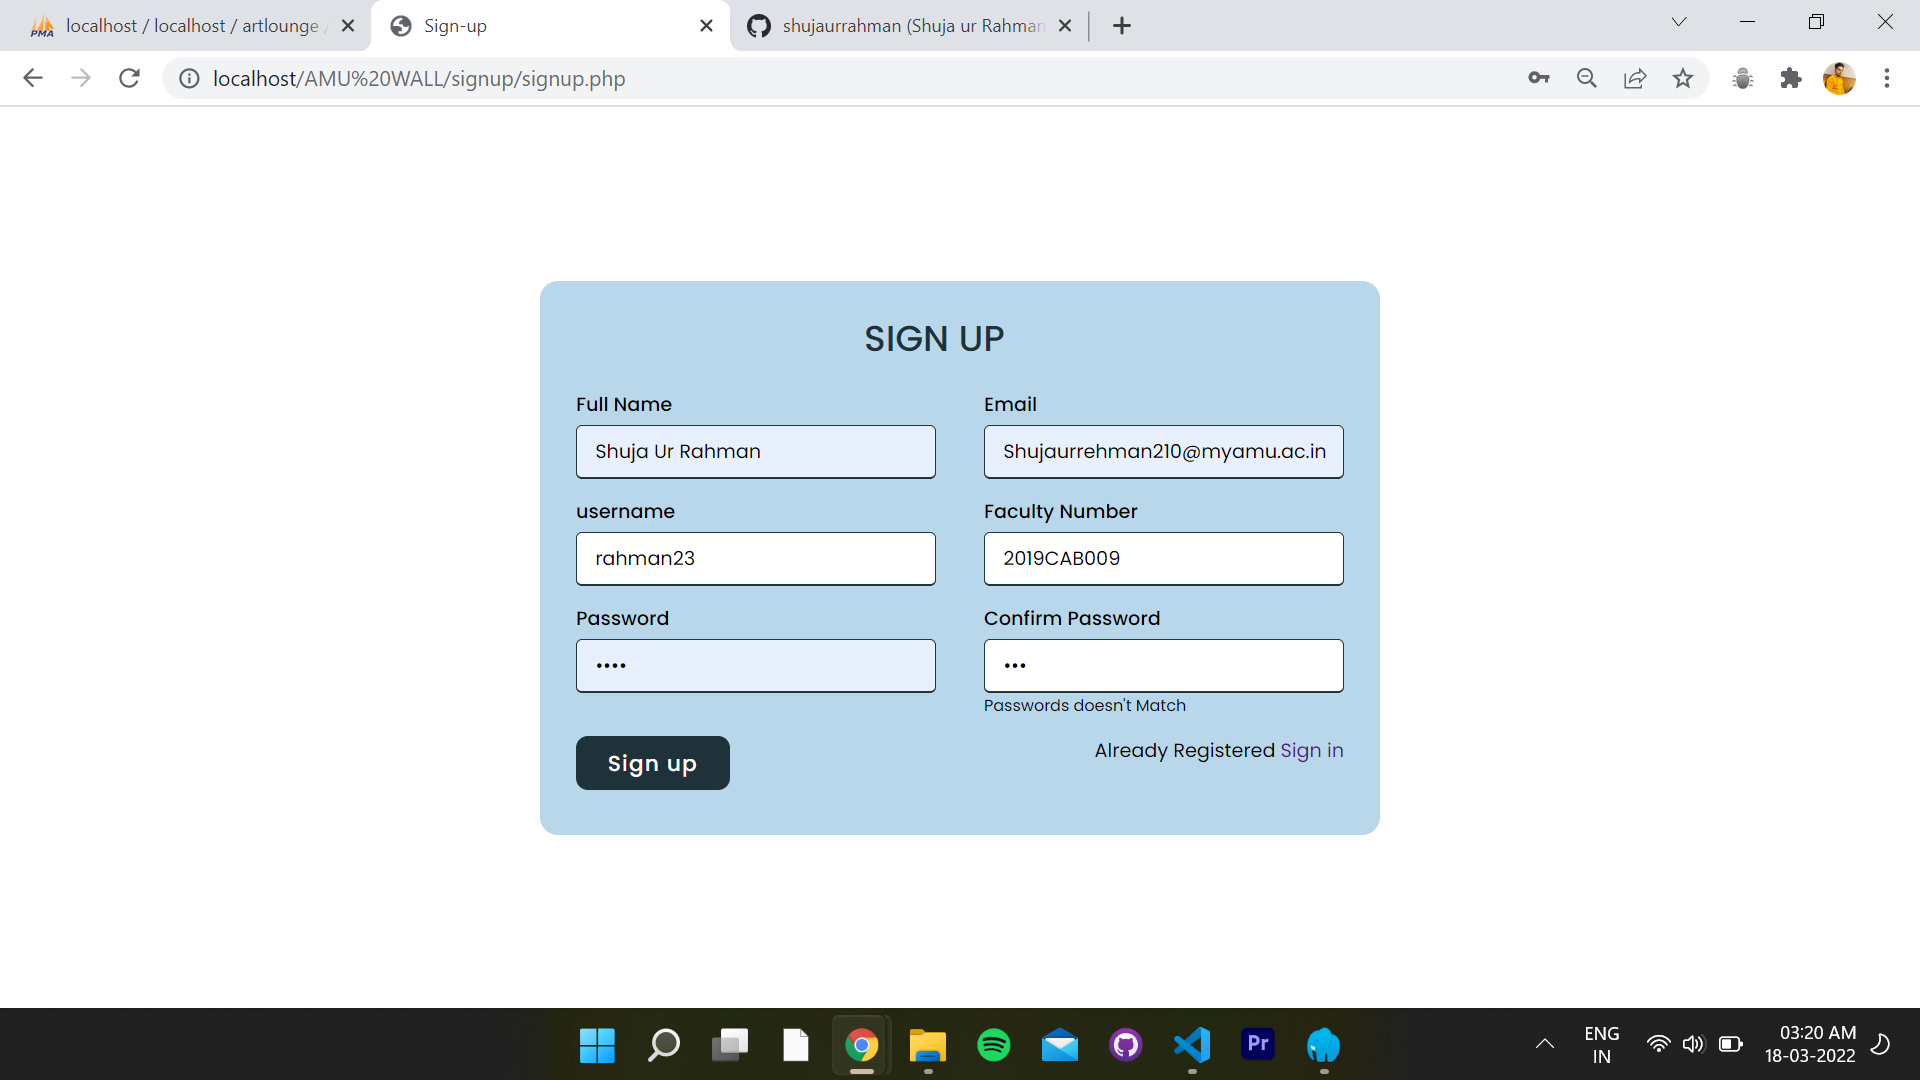 PMA localhost / localhost / artlounge /
Sign-up
shujaurrahman (Shuja ur Rahman
localhost/AMU%20WALL/signup/signup.php
SIGN UP
Full Name
Email
Shuja Ur Rahman
Shujaurrehman210@myamu.ac.in
username
Faculty Number
rahman23
2019CAB009
Password
Confirm Password
••••
•••
Passwords doesn't Match
Sign up
Already Registered Sign in
Pr
ENG
IN
03:20 AM
18-03-2022